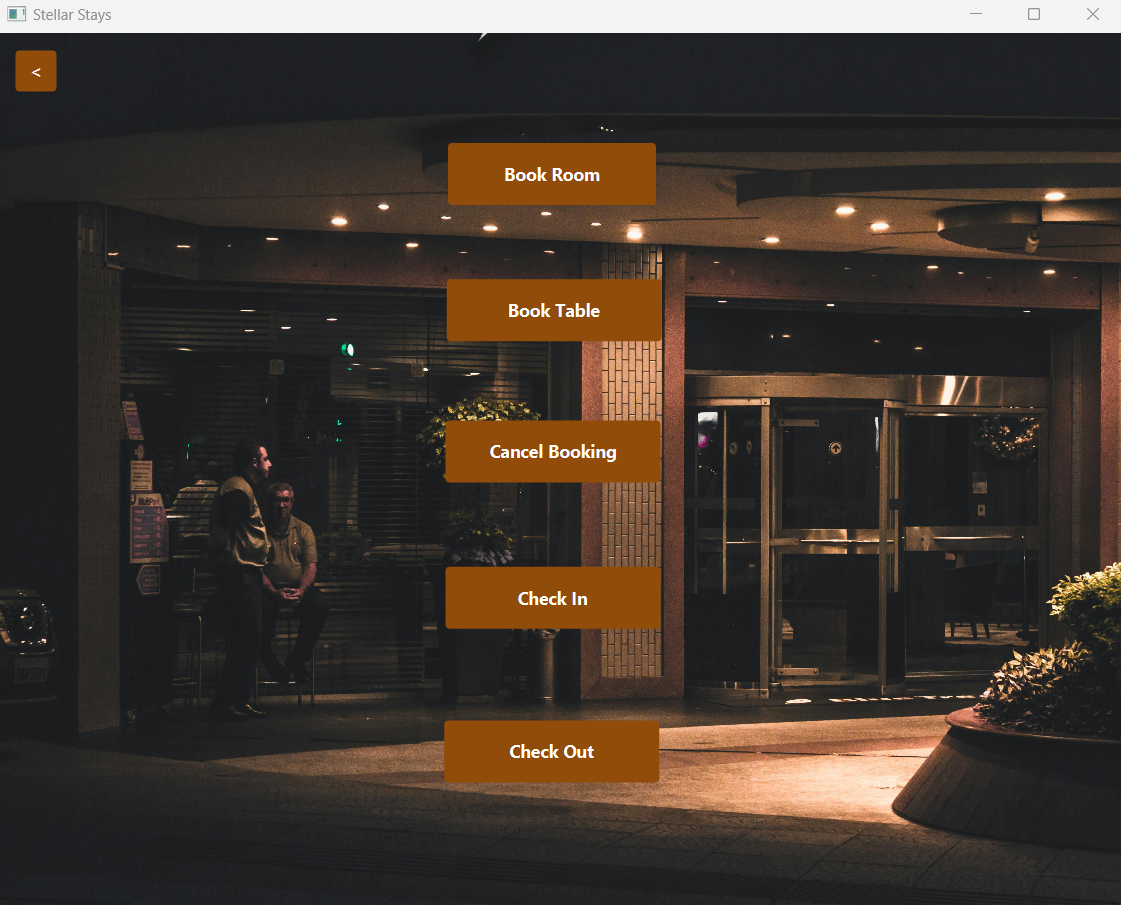 Stellar Stays
<
Book Room
Book Table
Cancel Booking
Check In
Check Out